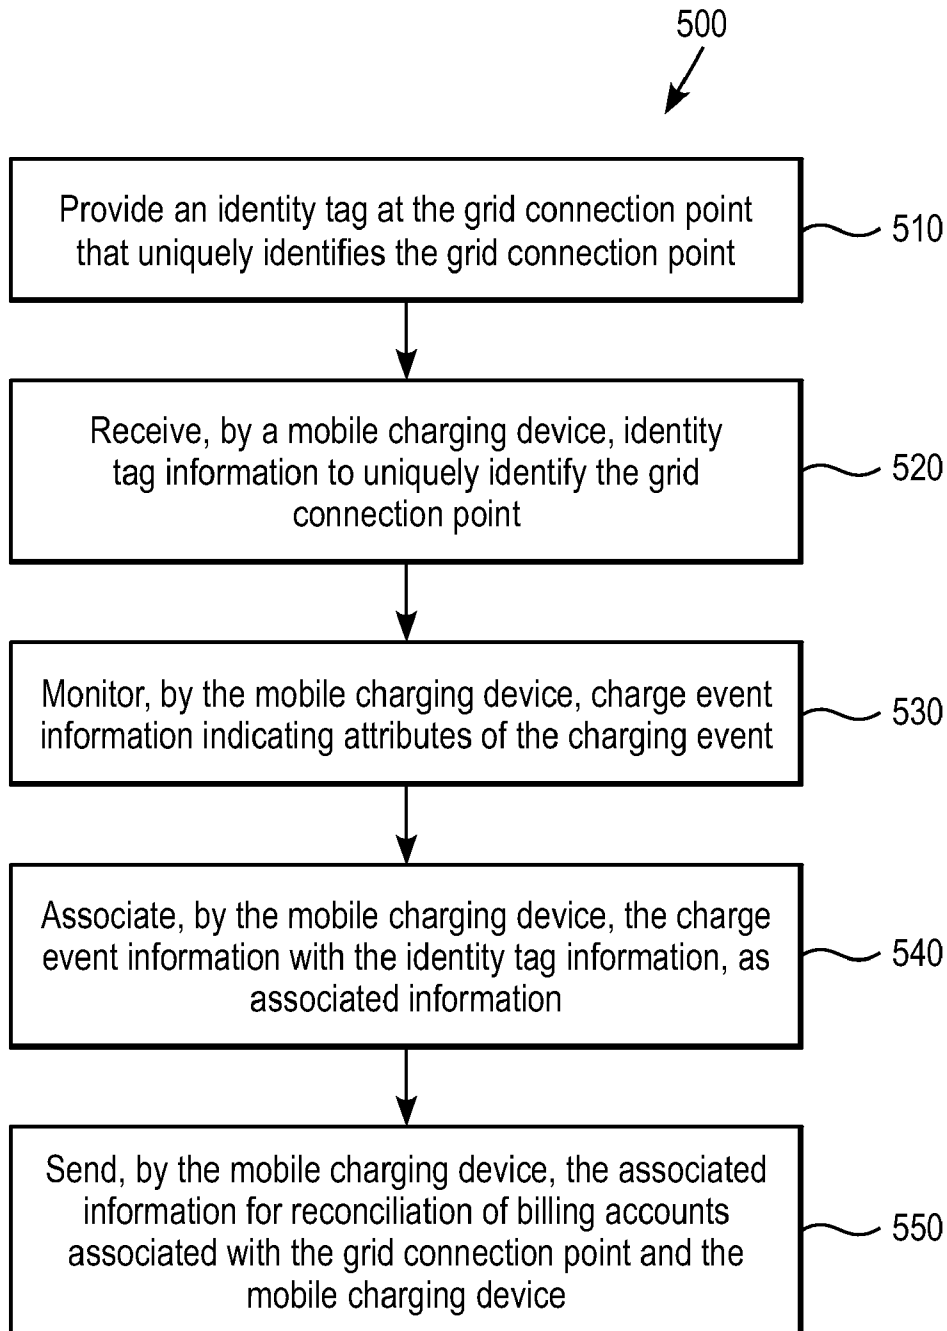 500
Provide an identity tag at the grid connection point
that uniquely identifies the grid connection point
510
Receive, by a mobile charging device, identity
tag information to uniquely identify the grid
connection point
520
Monitor, by the mobile charging device, charge event
information indicating attributes of the charging event
530
Associate, by the mobile charging device, the charge
event information with the identity tag information, as
associated information
540
Send, by the mobile charging device, the associated
information for reconciliation of billing accounts
associated with the grid connection point and the
mobile charging device
550